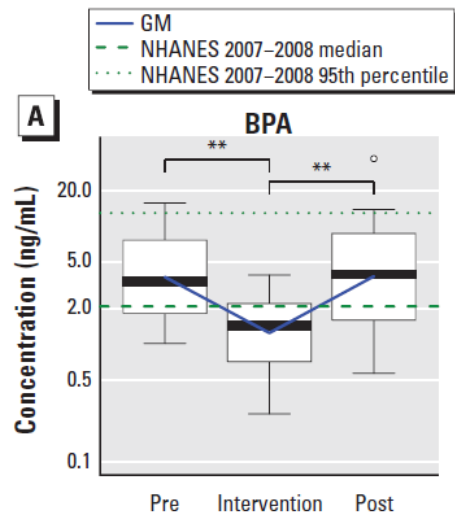 GM
NHANES 2007–2008 median
NHANES 2007–2008 95th percentile
A
BPA
**
**
Concentration (ng/mL)
20.0
5.0
2.0
0.5
0.1
Pre Intervention Post